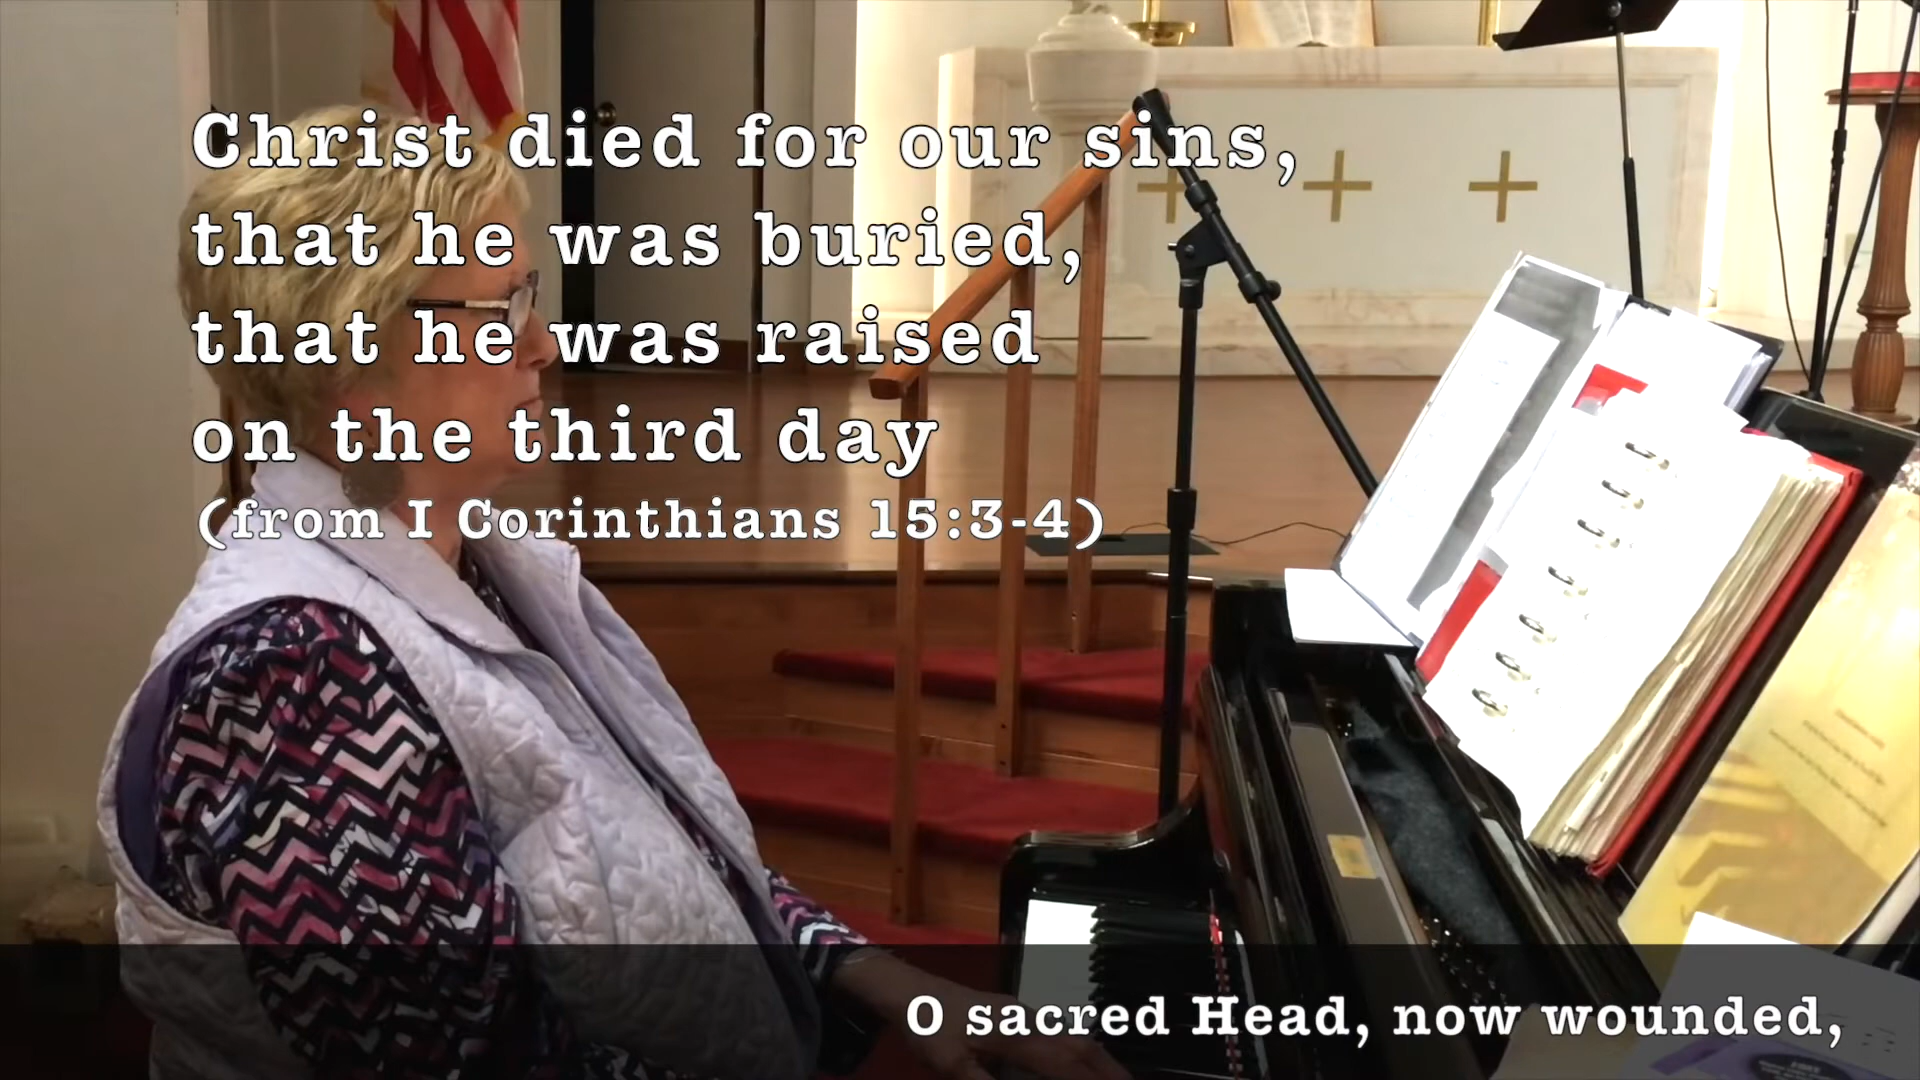 Christ died for our sins,
that he was buried,
that he was raised
on the third day
(from I Corinthians 15:3-4)
O sacred Head, now wounded,